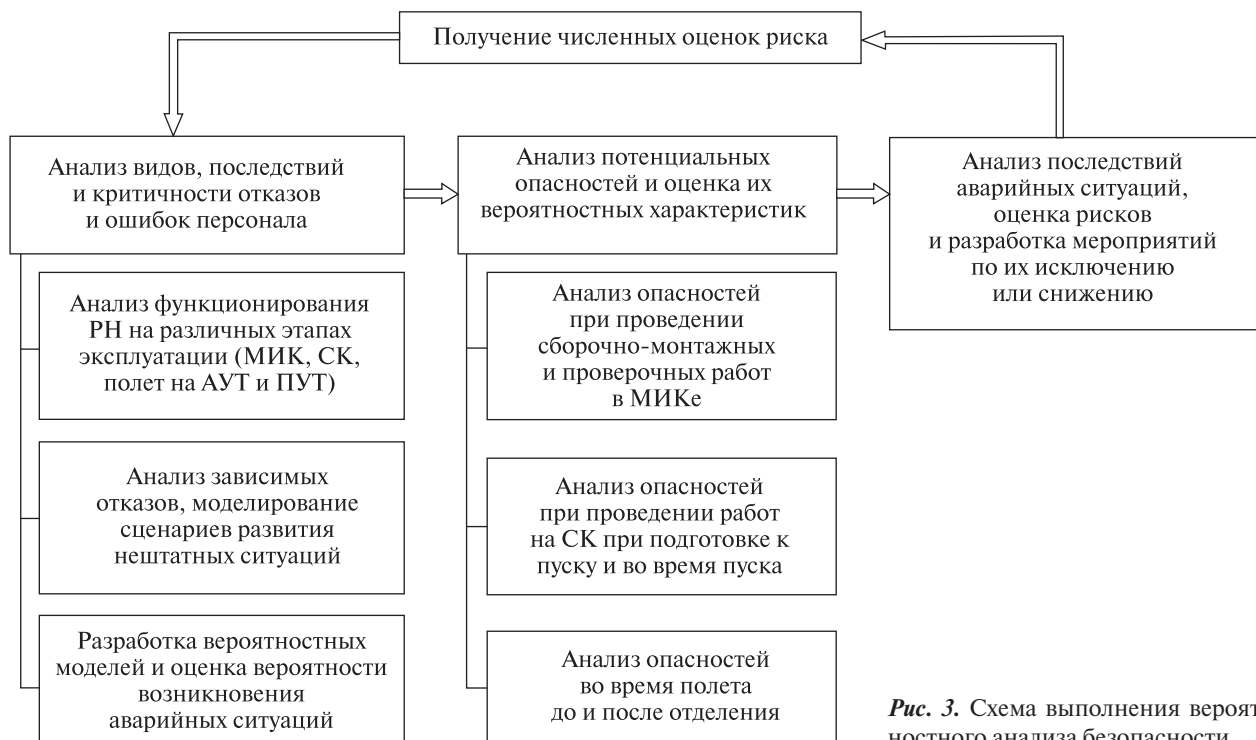 Получение численных оценок риска
Анализ видов, последствий
и критичности отказов
и ошибок персонала
Анализ функционирования
РН на различных этапах
эксплуатации (МИК, СК,
полет на АУТ и ПУТ)
Анализ зависимых
отказов, моделирование
сценариев развития
нештатных ситуаций
Разработка вероятностных
моделей и оценка вероятности
возникновения
аварийных ситуаций
Анализ потенциальных
опасностей и оценка их
вероятностных характеристик
Анализ опасностей
при проведении
сборочно-монтажных
и проверочных работ
в МИКе
Анализ опасностей
при проведении работ
на СК при подготовке к
пуску и во время пуска
Анализ опасностей
во время полета
до и после отделения
Анализ последствий
аварийных ситуаций,
оценка рисков
и разработка мероприятий
по их исключению
или снижению
Рис. 3. Схема выполнения вероят-
ностного анализа безопасности